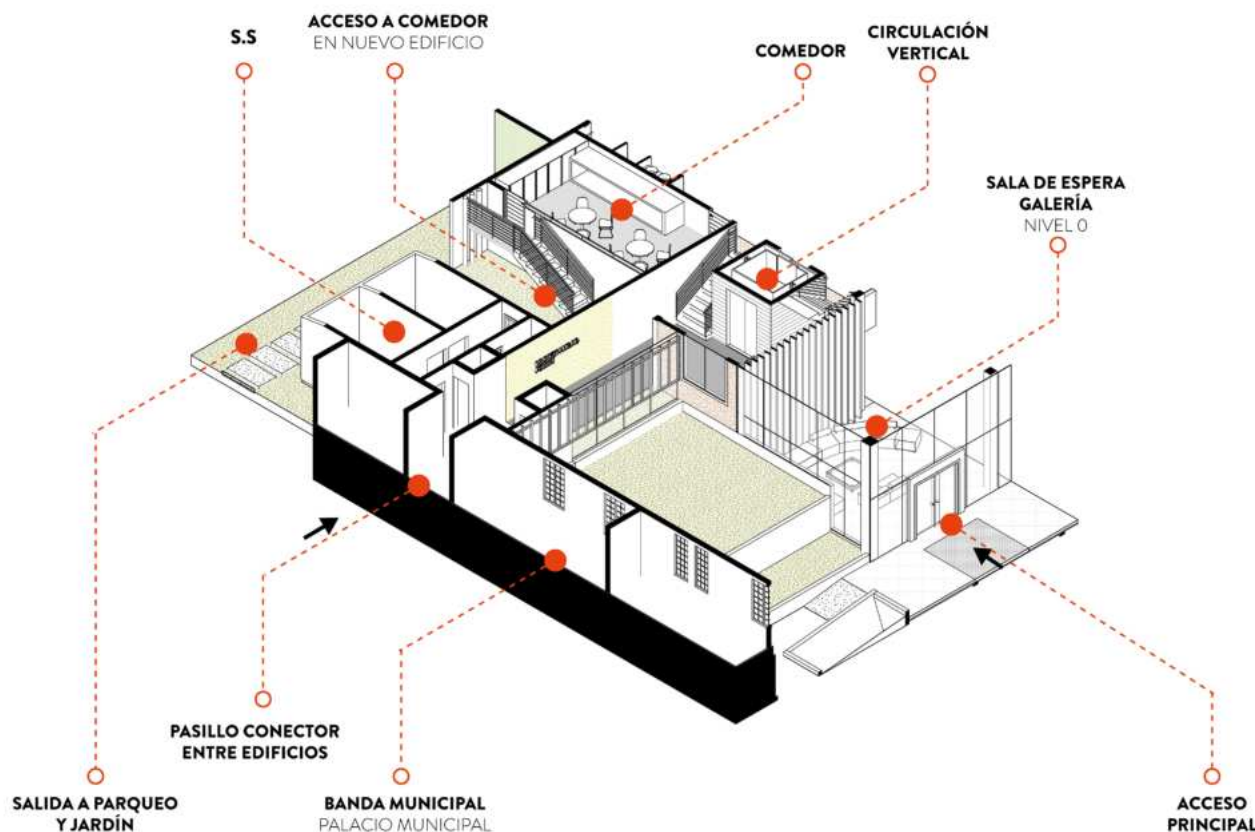 S.S
ACCESO A COMEDOR
EN NUEVO EDIFICIO
COMEDOR
CIRCULACIÓN
VERTICAL
SALA DE ESPERA
GALERÍA
NIVEL 0
PASILLO CONECTOR
ENTRE EDIFICIOS
SALIDA A PARQUEO
Y JARDÍN
BANDA MUNICIPAL
PALACIO MUNICIPAL
ACCESO
PRINCIPAL